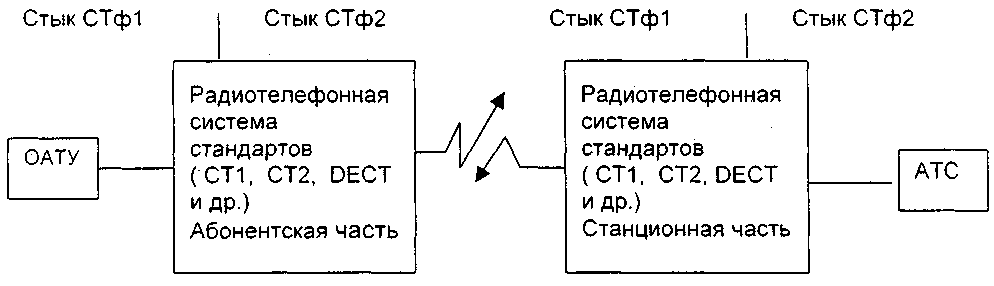 Стык СТф1 Стык СТф2 Стык СТф1 Стык СТф2
ОАТУ
Радиотелефонная
система
стандартов
( СТ1, СТ2, DECT
и др.)
Абонентская часть
Радиотелефонная
система
стандартов
( СТ1, СТ2, DECT
и др.)
Станционная часть
АТС